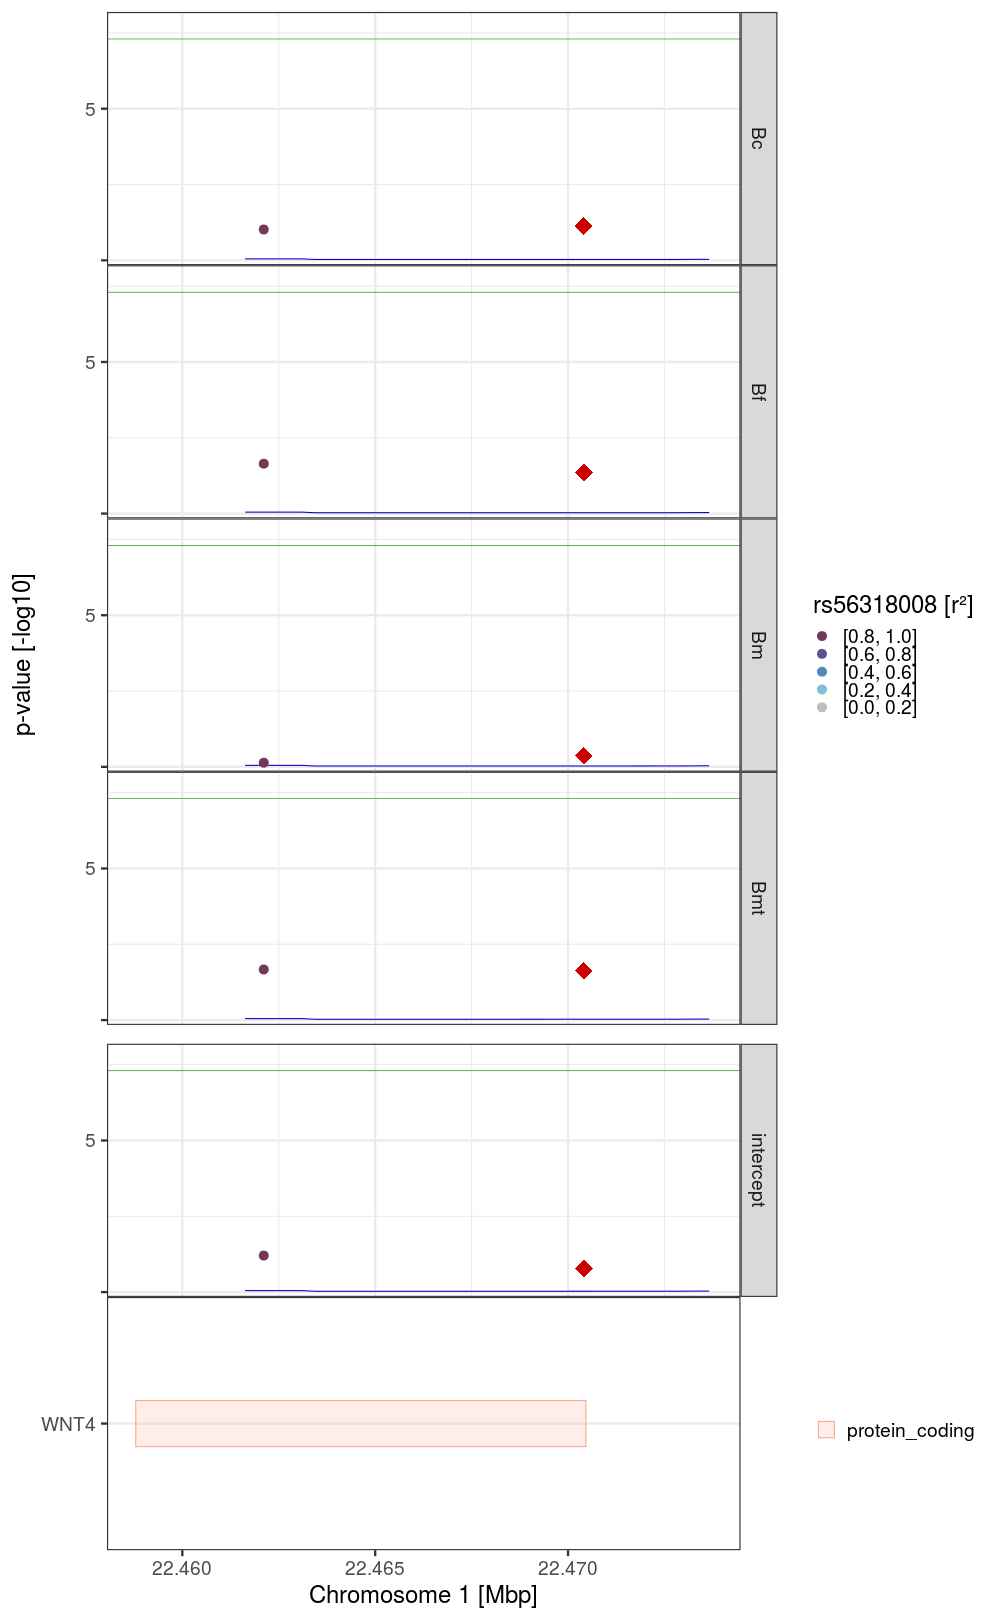 5
Bc
5
Bf
5
Bm
5
Bmt
5
intercept
p-value [-log10]
rs56318008 [r²]
[0.8, 1.0]
[0.6, 0.8]
[0.4, 0.6]
[0.2, 0.4]
[0.0, 0.2]
WNT4
protein_coding
22.460 22.465 22.470
Chromosome 1 [Mbp]